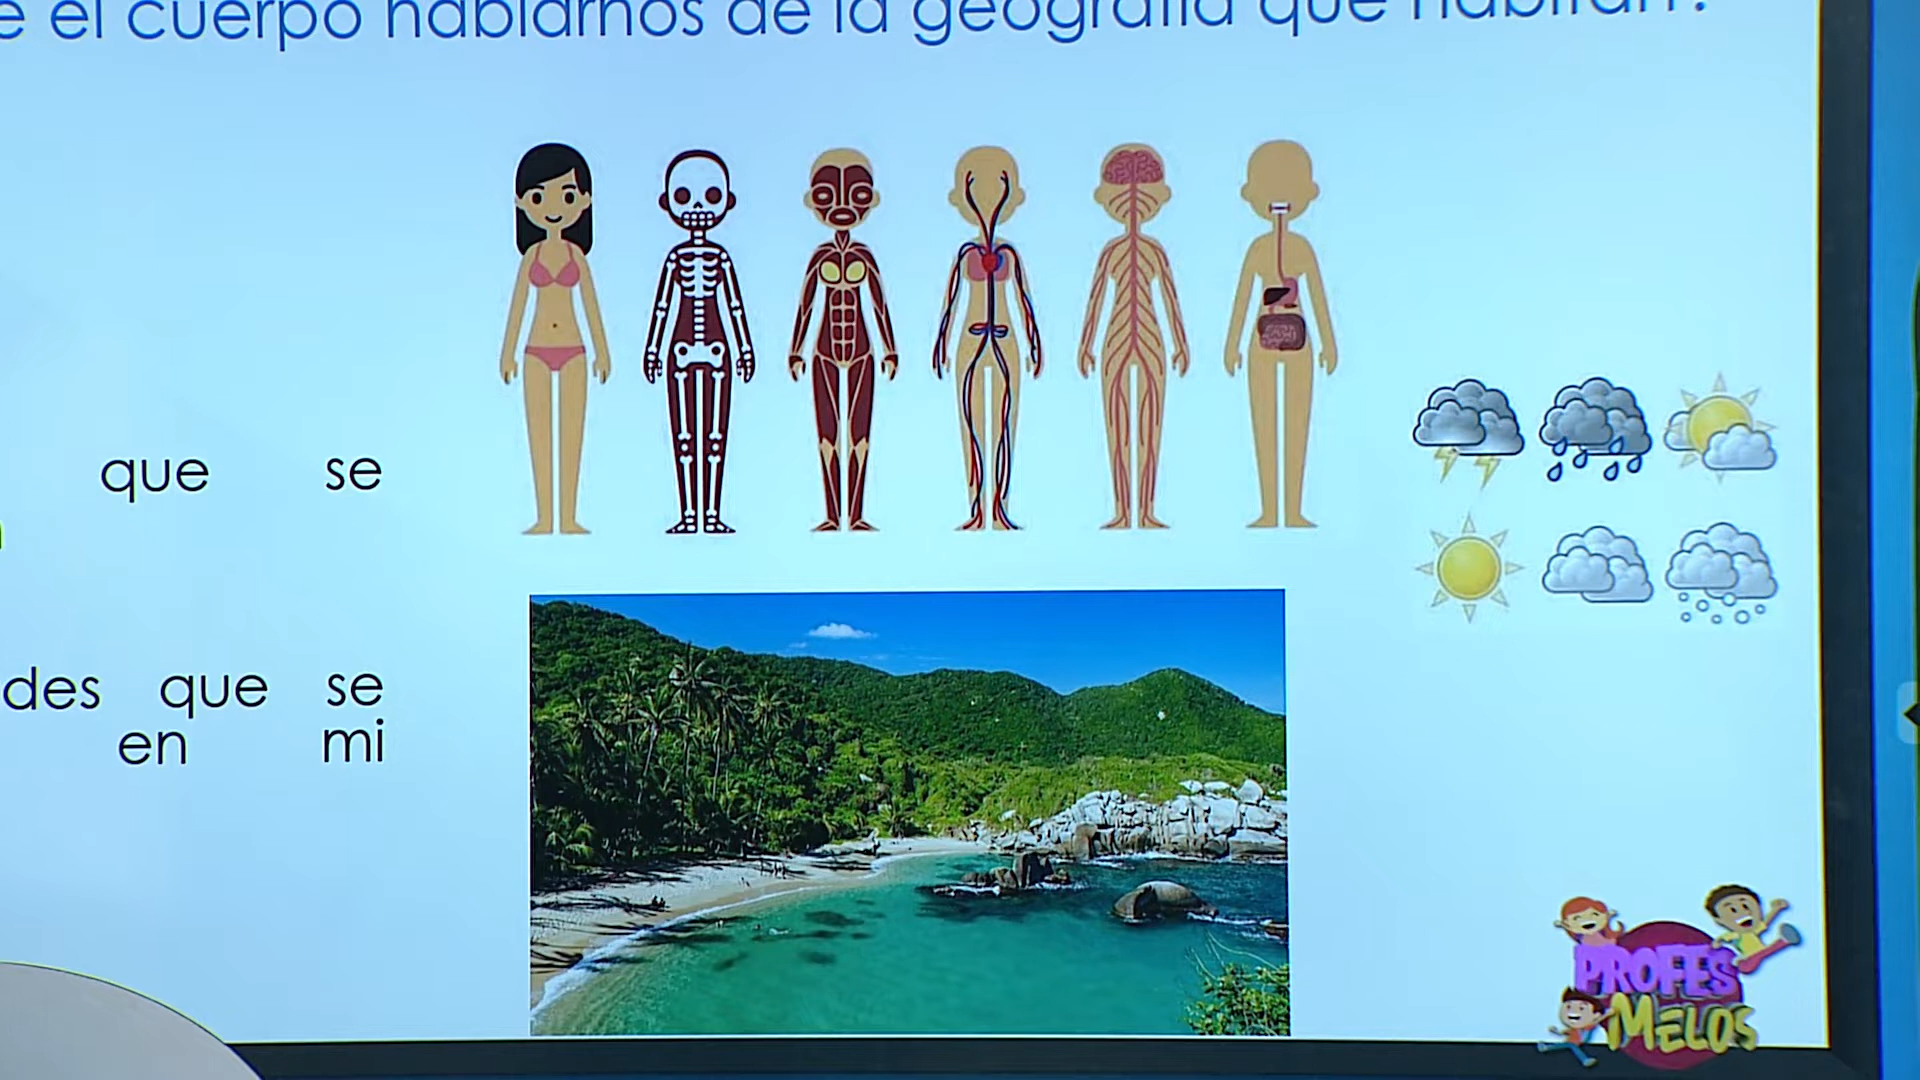 e el cuerpo hablarnos de la geografía que habitan?
que se
des que se
en mi
PROFES
MELOS